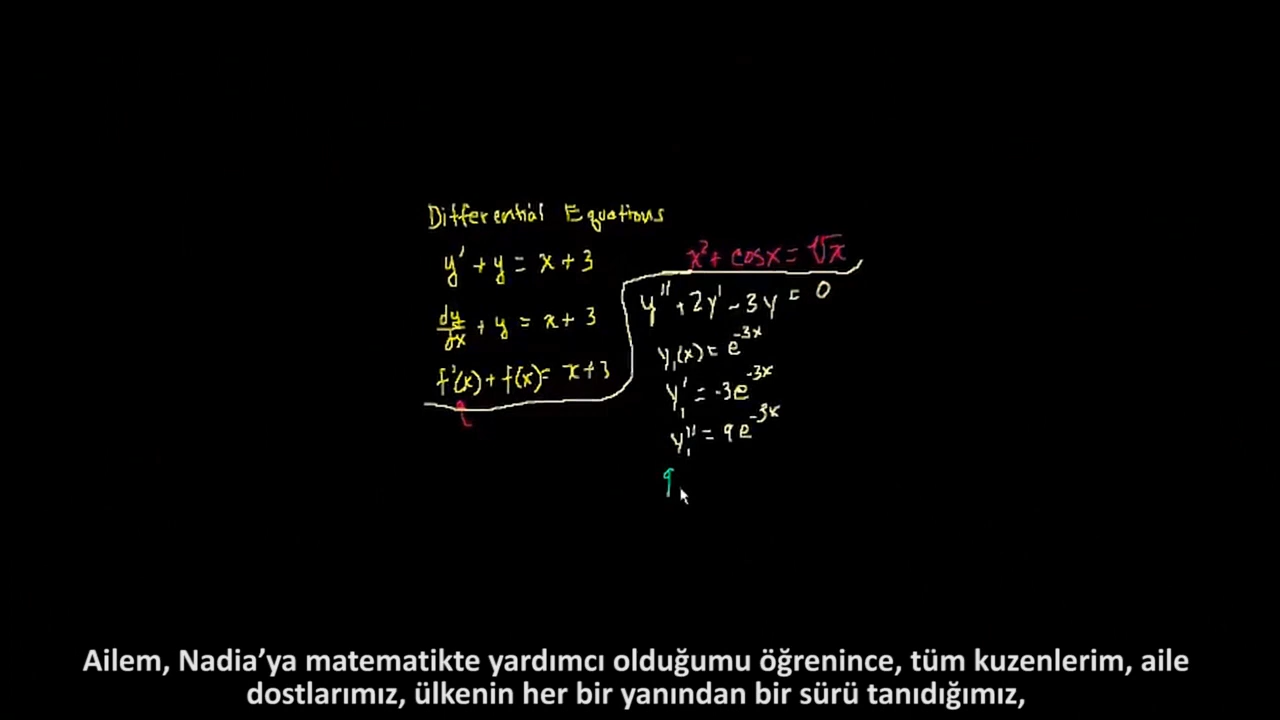 Differential Equations
y' + y = x + 3
dy/dx + y = x + 3
f'(x) + f(x) = x + 3
x² + cosx = √x
y'' + 2y' - 3y = 0
y₁(x) = e⁻³ˣ
y₁' = -3e⁻³ˣ
y₁'' = 9e⁻³ˣ
9
Ailem, Nadia’ya matematikte yardımcı olduğumu öğrenince, tüm kuzenlerim, aile
dostlarımız, ülkenin her bir yanından bir sürü tanıdığımız,